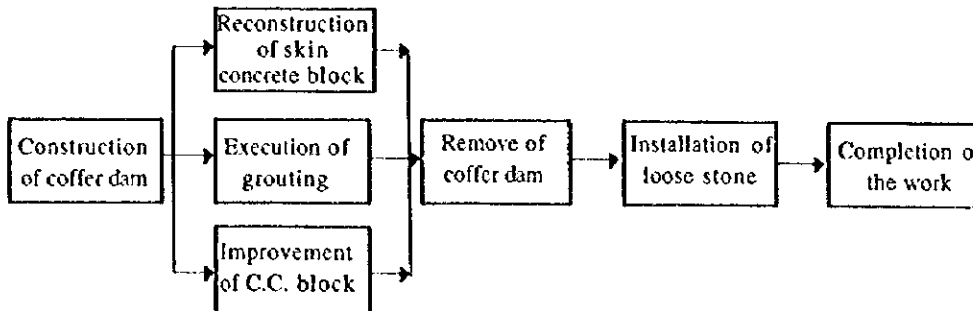 Construction
of coffer dam
Reconstruction
of skin
concrete block
Execution of
grouting
Improvement
of C.C. block
Remove of
coffer dam
Installation of
loose stone
Completion o
the work